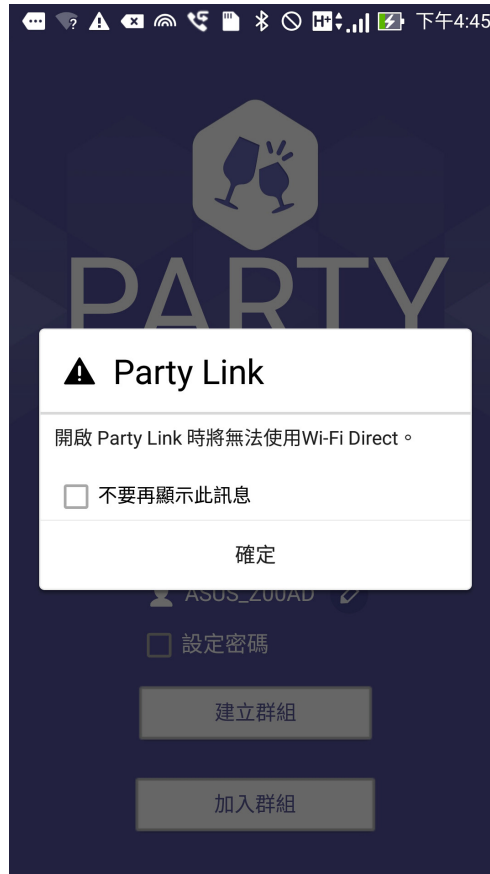 下午4:45
PARTY
Party Link
開啟 Party Link 時將無法使用Wi-Fi Direct。
不要再顯示此訊息
確定
ASUS_Z00AD
設定密碼
建立群組
加入群組